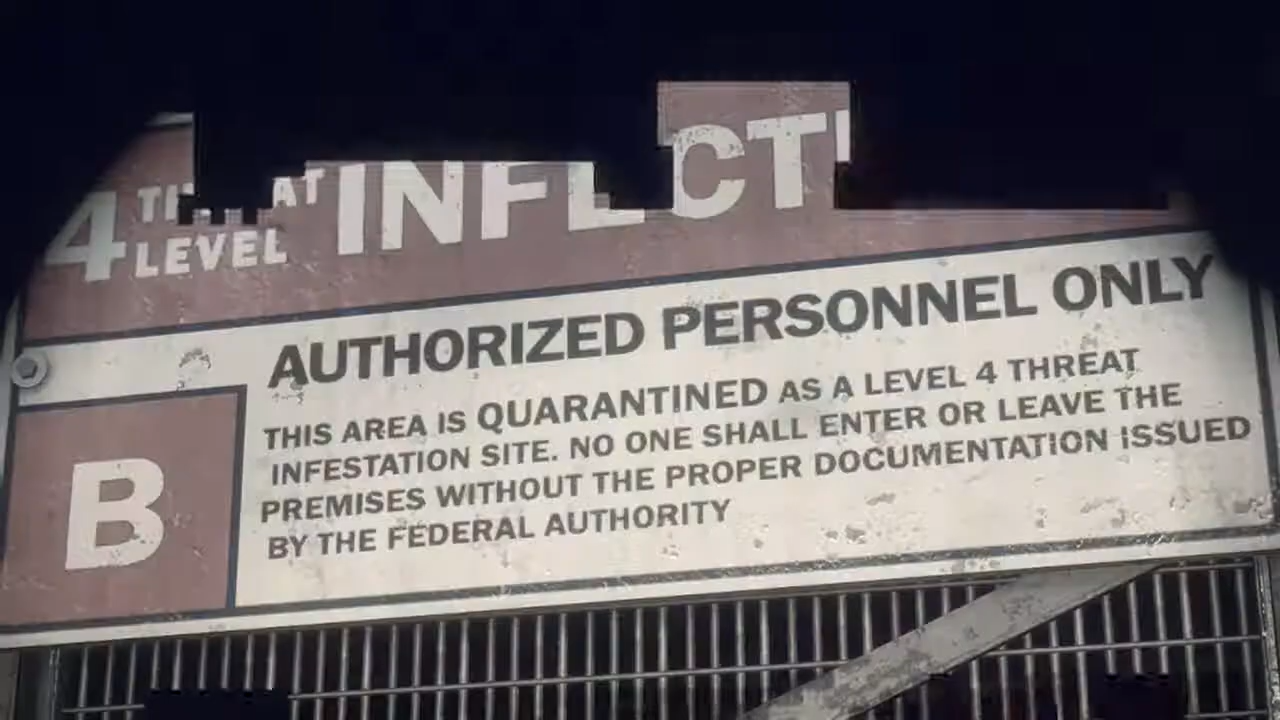 4
LEVEL
AUTHORIZED PERSONNEL ONLY
THIS AREA IS QUARANTINED AS A LEVEL 4 THREAT
INFESTATION SITE. NO ONE SHALL ENTER OR LEAVE THE
PREMISES WITHOUT THE PROPER DOCUMENTATION ISSUED
BY THE FEDERAL AUTHORITY
B